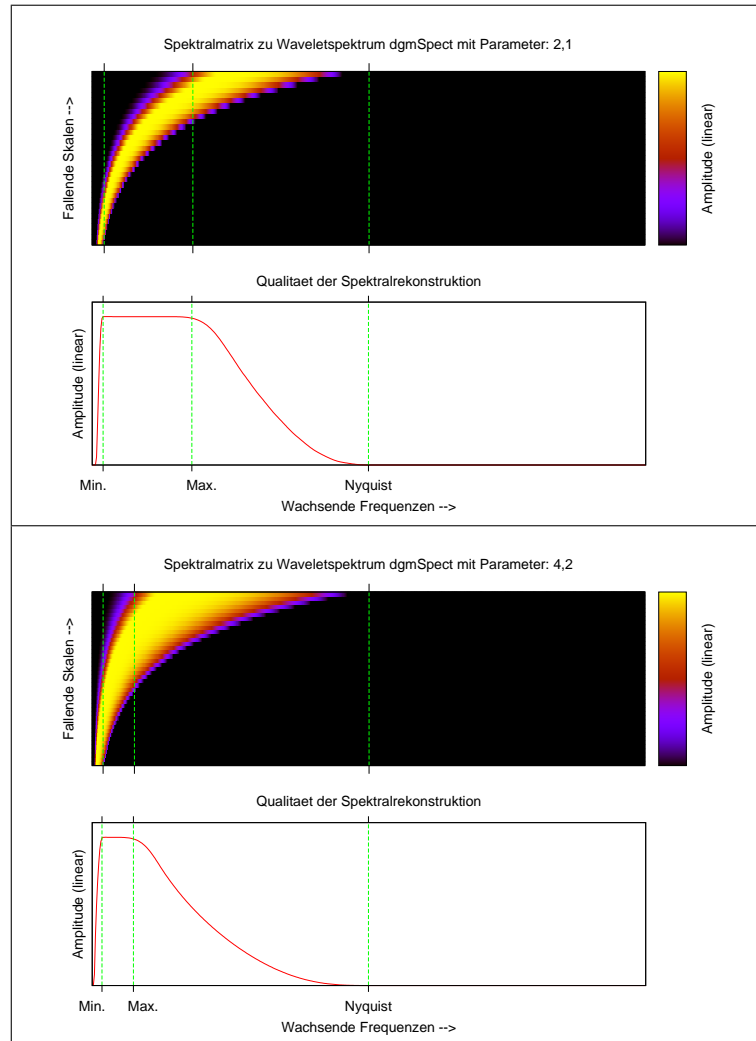 Spektralmatrix zu Waveletspektrum dgmSpect mit Parameter: 2,1
Fallende Skalen -->
Amplitude (linear)
Qualitaet der Spektralrekonstruktion
Amplitude (linear)
Min.
Max.
Nyquist
Wachsende Frequenzen -->
Spektralmatrix zu Waveletspektrum dgmSpect mit Parameter: 4,2
Fallende Skalen -->
Amplitude (linear)
Qualitaet der Spektralrekonstruktion
Amplitude (linear)
Min.
Max.
Nyquist
Wachsende Frequenzen -->